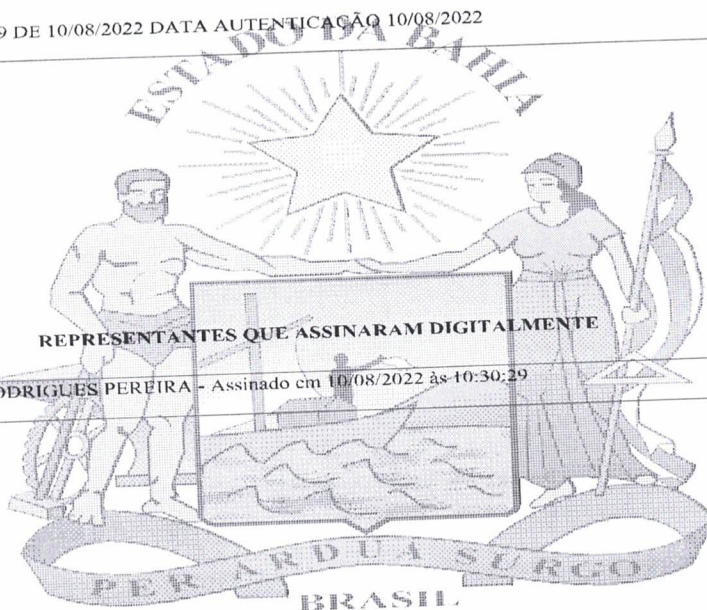 9 DE 10/08/2022 DATA AUTENTICAÇÃO 10/08/2022
ESTADO DA BAHIA
REPRESENTANTES QUE ASSINARAM DIGITALMENTE
ODRIGUES PEREIRA - Assinado em 10/08/2022 às 10:30:29
PER ARDUA SURGO
BRASIL